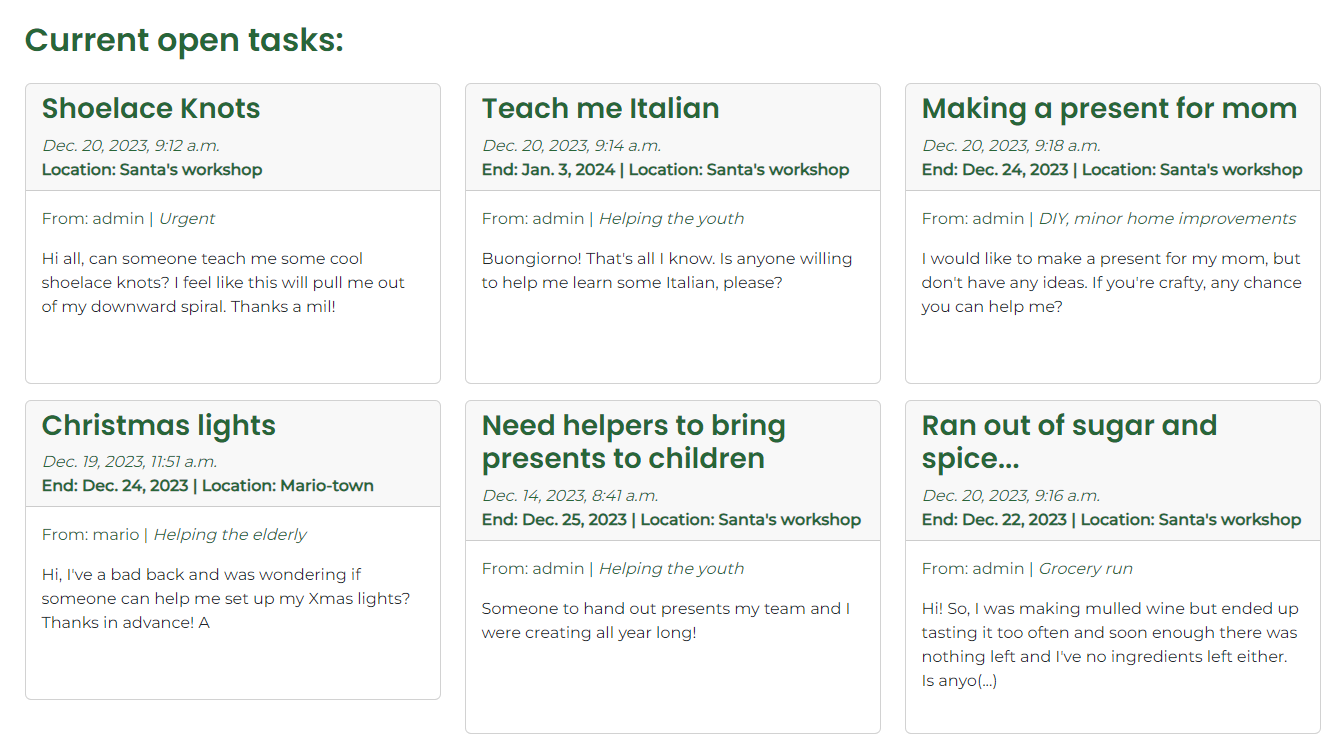 Current open tasks:
Shoelace Knots
Dec. 20, 2023, 9:12 a.m.
Location: Santa's workshop
From: admin | Urgent
Hi all, can someone teach me some cool
shoelace knots? I feel like this will pull me out
of my downward spiral. Thanks a mil!
Teach me Italian
Dec. 20, 2023, 9:14 a.m.
End: Jan. 3, 2024 | Location: Santa's workshop
From: admin | Helping the youth
Buongiorno! That's all I know. Is anyone willing
to help me learn some Italian, please?
Making a present for mom
Dec. 20, 2023, 9:18 a.m.
End: Dec. 24, 2023 | Location: Santa's workshop
From: admin | DIY, minor home improvements
I would like to make a present for my mom, but
don't have any ideas. If you're crafty, any chance
you can help me?
Christmas lights
Dec. 19, 2023, 11:51 a.m.
End: Dec. 24, 2023 | Location: Mario-town
From: mario | Helping the elderly
Hi, I've a bad back and was wondering if
someone can help me set up my Xmas lights?
Thanks in advance! A
Need helpers to bring
presents to children
Dec. 14, 2023, 8:41 a.m.
End: Dec. 25, 2023 | Location: Santa's workshop
From: admin | Helping the youth
Someone to hand out presents my team and I
were creating all year long!
Ran out of sugar and
spice...
Dec. 20, 2023, 9:16 a.m.
End: Dec. 22, 2023 | Location: Santa's workshop
From: admin | Grocery run
Hi! So, I was making mulled wine but ended up
tasting it too often and soon enough there was
nothing left and I've no ingredients left either.
Is anyo(...)